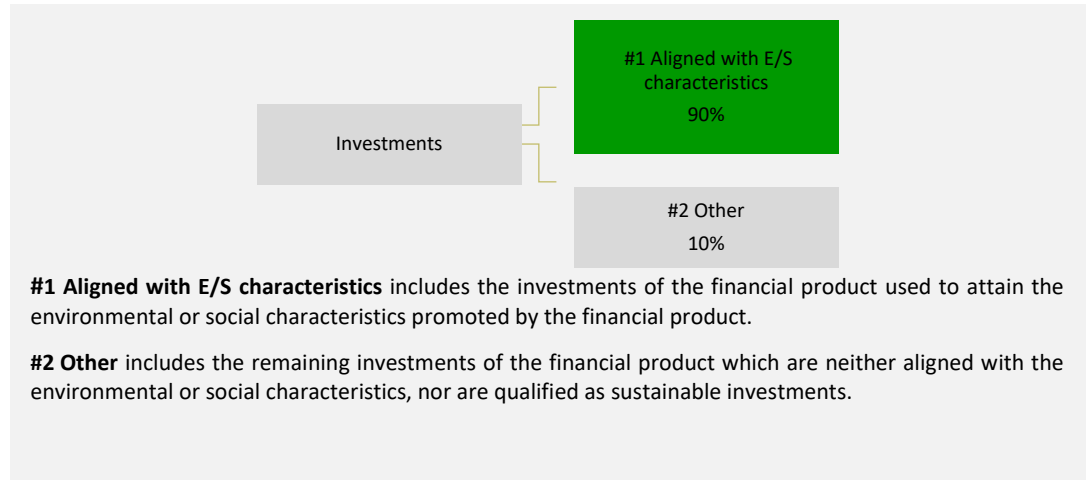 #1 Aligned with E/S
characteristics
90%
Investments
#2 Other
10%
#1 Aligned with E/S characteristics includes the investments of the financial product used to attain the
environmental or social characteristics promoted by the financial product.
#2 Other includes the remaining investments of the financial product which are neither aligned with the
environmental or social characteristics, nor are qualified as sustainable investments.